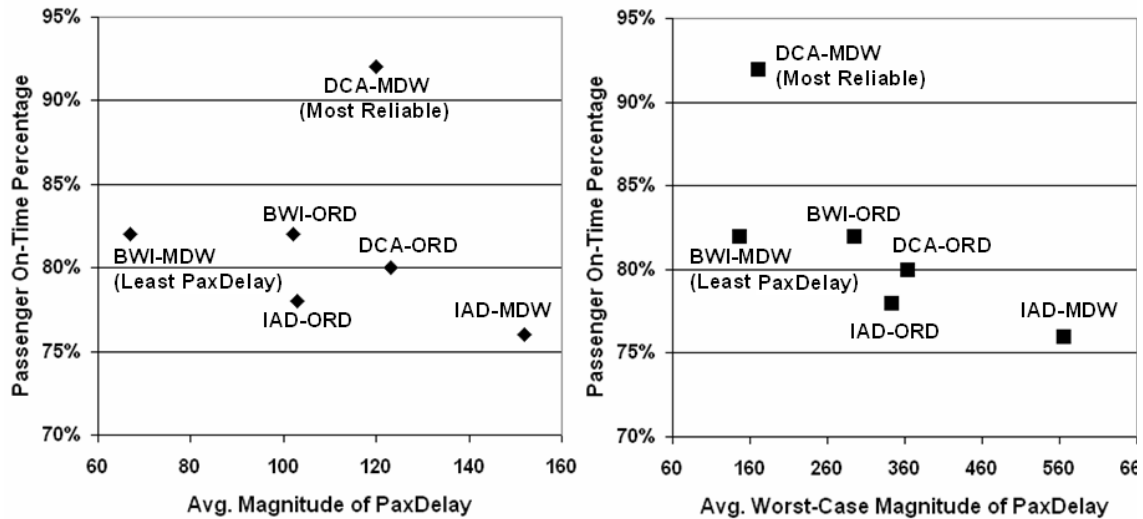 Passenger On-Time Percentage
95%
90%
85%
80%
75%
70%
DCA-MDW
(Most Reliable)
BWI-ORD
BWI-MDW
(Least PaxDelay)
DCA-ORD
IAD-ORD
IAD-MDW
60 80 100 120 140 160
Avg. Magnitude of PaxDelay
Passenger On-Time Percentage
95%
90%
85%
80%
75%
70%
DCA-MDW
(Most Reliable)
BWI-ORD
BWI-MDW
(Least PaxDelay)
DCA-ORD
IAD-ORD
IAD-MDW
60 160 260 360 460 560
Avg. Worst-Case Magnitude of PaxDelay